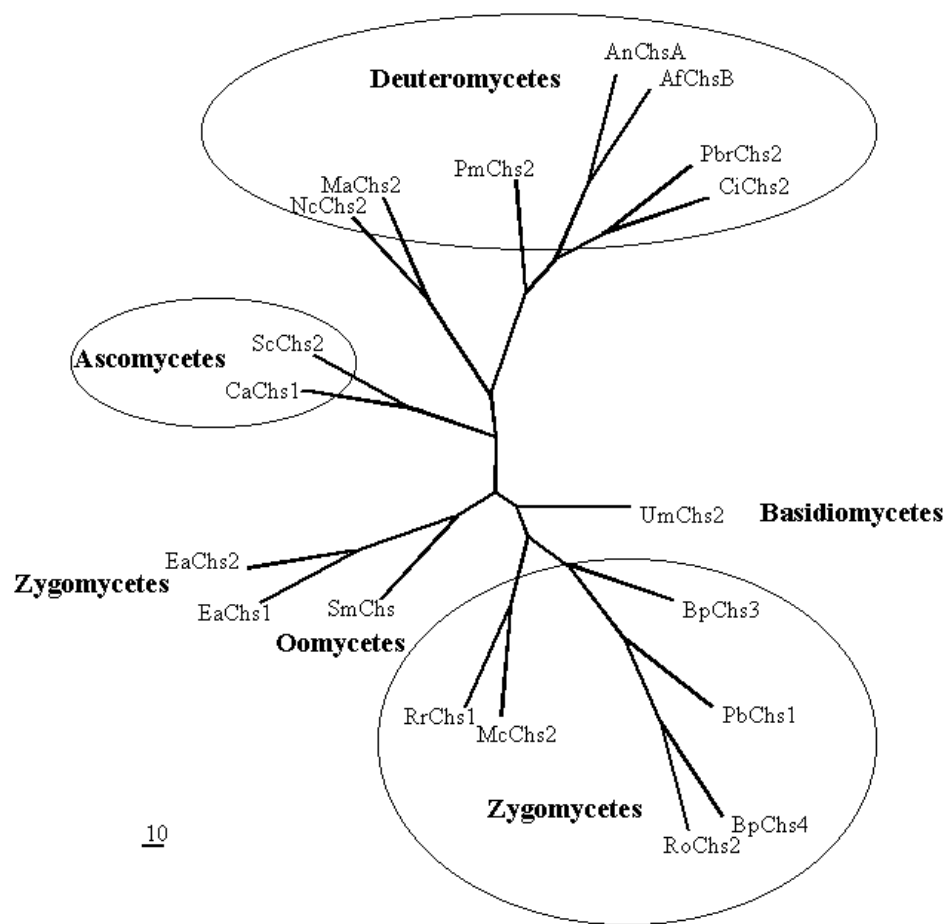 AnChsA
Deuteromycetes
AfChsB
PbrChs2
PmChs2
MaChs2
CiChs2
NcChs2
ScChs2
Ascomycetes
CaChs1
UmChs2
Basidiomycetes
EaChs2
Zygomycetes
EaChs1
SmChs
BpChs3
Oomycetes
RrChs1
PbChs1
McChs2
Zygomycetes
BpChs4
10
RoChs2